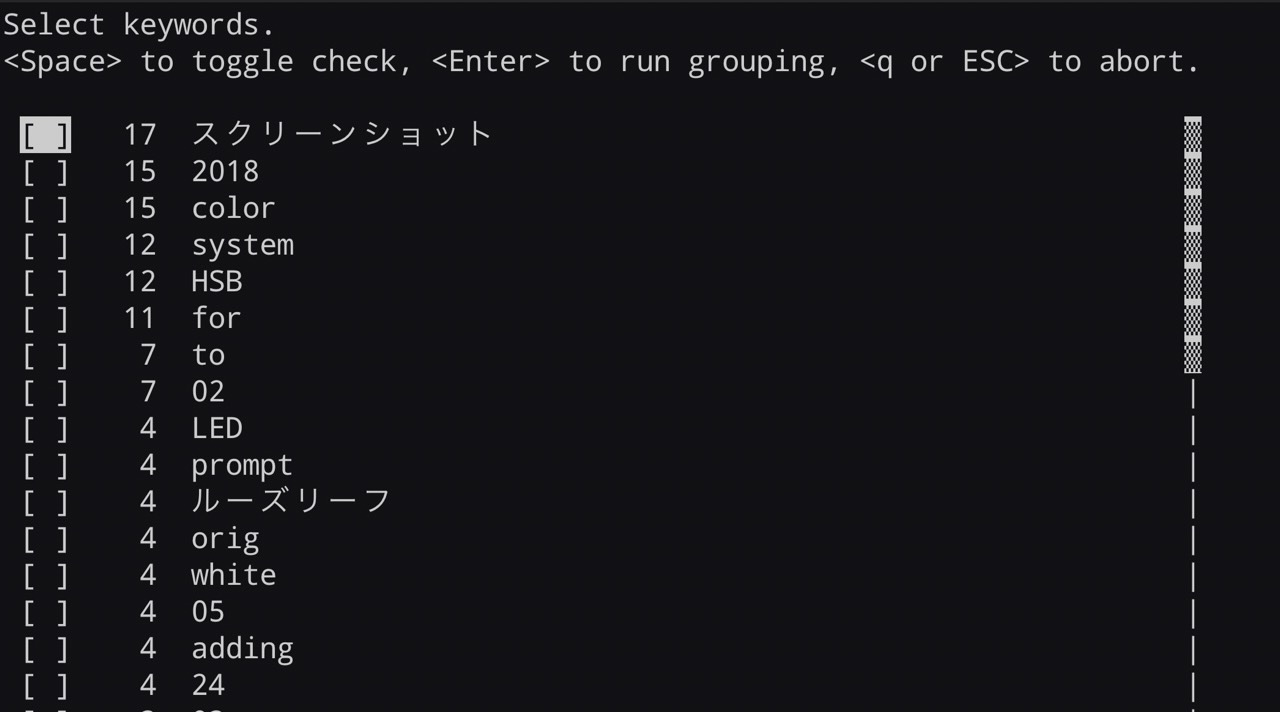 Select keywords.
<Space> to toggle check, <Enter> to run grouping, <q or ESC> to abort.
[ ] 17 スクリーンショット
[ ] 15 2018
[ ] 15 color
[ ] 12 system
[ ] 12 HSB
[ ] 11 for
[ ] 7 to
[ ] 7 02
[ ] 4 LED
[ ] 4 prompt
[ ] 4 ルーズリーフ
[ ] 4 orig
[ ] 4 white
[ ] 4 05
[ ] 4 adding
[ ] 4 24